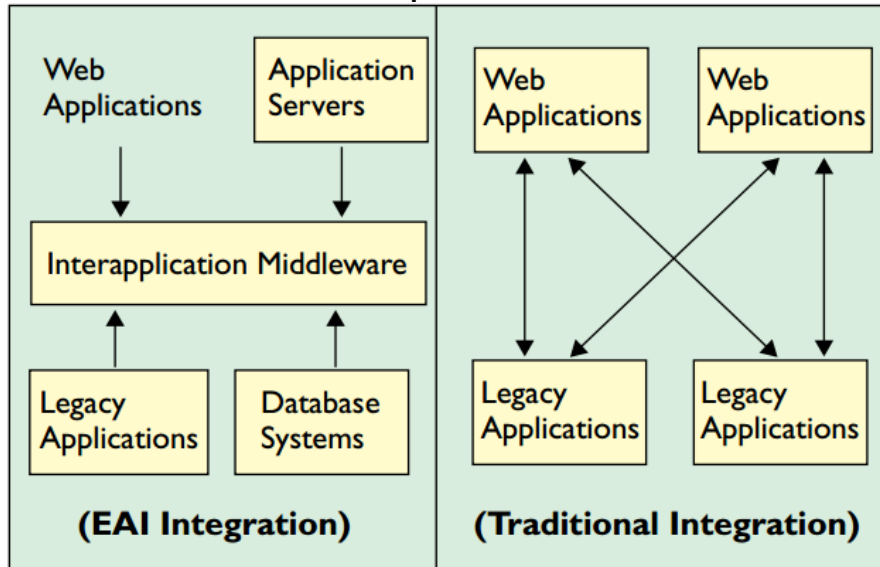 Web
Applications
Application
Servers
Interapplication Middleware
Legacy
Applications
Database
Systems
(EAI Integration)
Web
Applications
Web
Applications
Legacy
Applications
Legacy
Applications
(Traditional Integration)